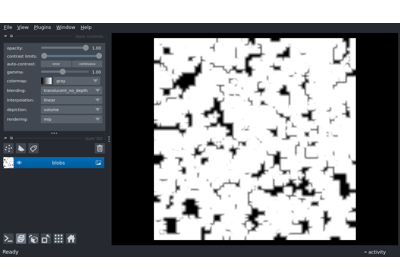 File View Plugins Window Help
opacity: 1.00
contrast limits:
auto-contrast: once continuous
gamma: 1.00
colormap: gray
blending: translucent_no_depth
interpolation: linear
depiction: volume
rendering: mip
blobs
Ready
activity